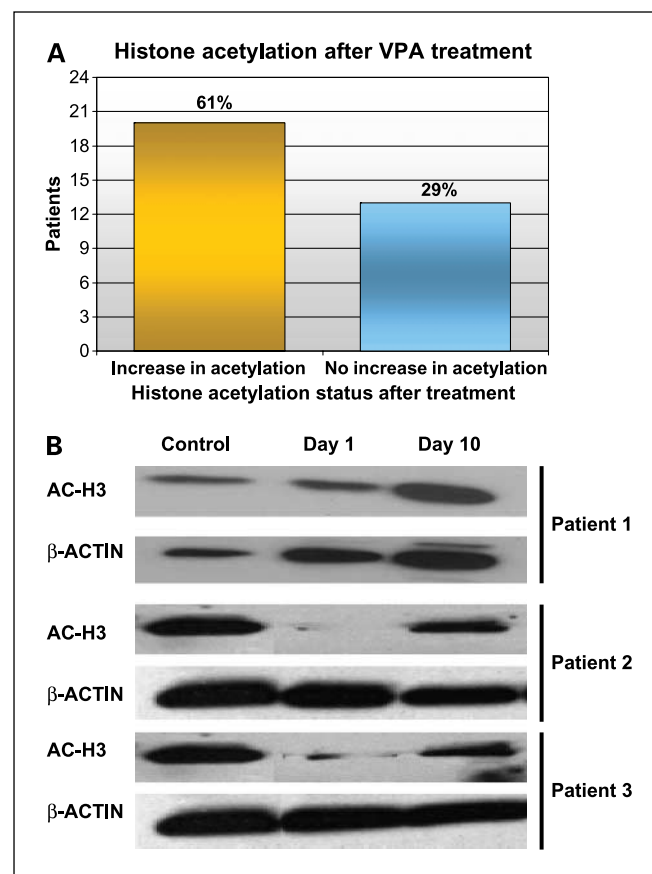 A Histone acetylation after VPA treatment
24
21
18
15
12
9
6
3
0
Patients
61%
29%
Increase in acetylation No increase in acetylation
Histone acetylation status after treatment
B Control Day 1 Day 10
AC-H3
β-ACTIN
Patient 1
AC-H3
β-ACTIN
Patient 2
AC-H3
β-ACTIN
Patient 3